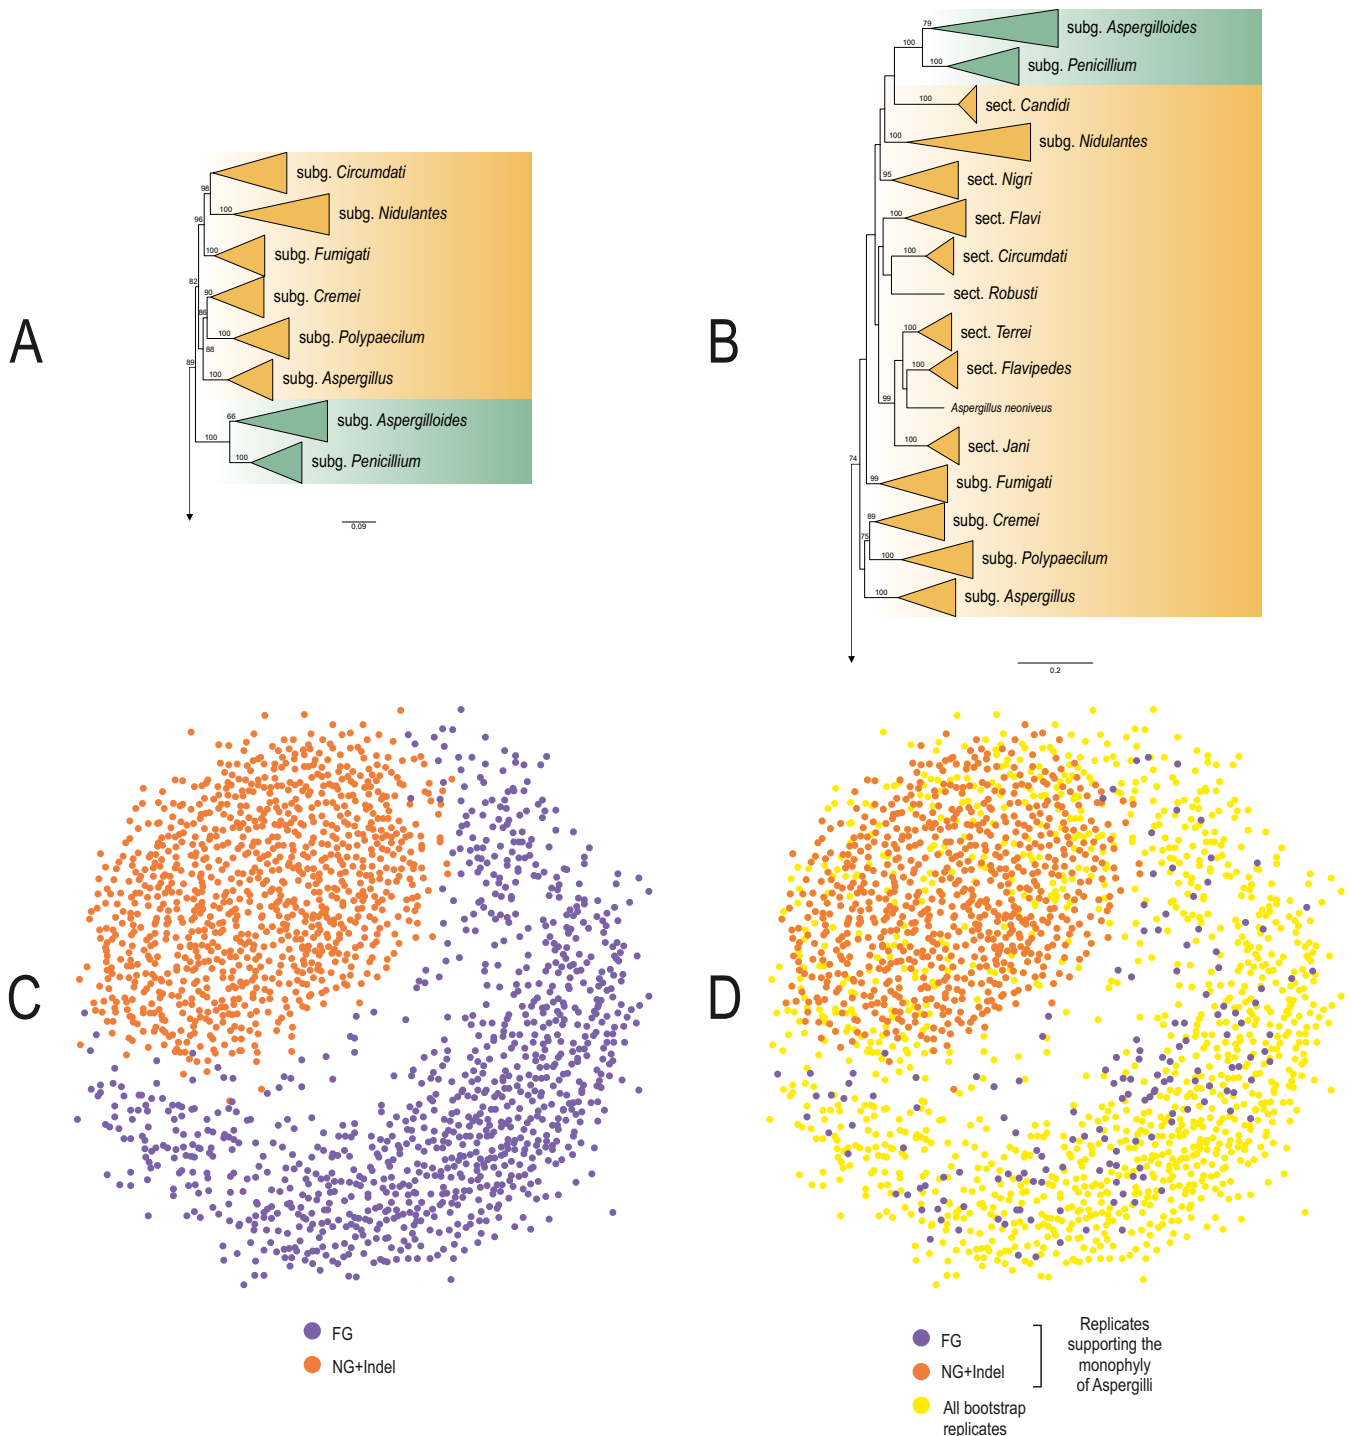 A
98
96
100
100
82
90
86
100
88
100
89
66
100
100
subg. Circumdati
subg. Nidulantes
subg. Fumigati
subg. Cremei
subg. Polypaecilum
subg. Aspergillus
subg. Aspergilloides
subg. Penicillium
0.09
B
79
100
100
100
100
95
100
100
100
100
99
100
74
99
89
75
100
100
subg. Aspergilloides
subg. Penicillium
sect. Candidi
subg. Nidulantes
sect. Nigri
sect. Flavi
sect. Circumdati
sect. Robusti
sect. Terrei
sect. Flavipedes
Aspergillus neoniveus
sect. Jani
subg. Fumigati
subg. Cremei
subg. Polypaecilum
subg. Aspergillus
0.2
C
FG
NG+Indel
D
FG
NG+Indel
All bootstrap
replicates
Replicates
supporting the
monophyly
of Aspergilli